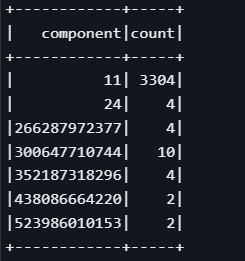 +------------+-----+
|   component|count|
+------------+-----+
|          11| 3304|
|          24|    4|
|266287972377|    4|
|300647710744|   10|
|352187318296|    4|
|438086664220|    2|
|523986010153|    2|
+------------+-----+